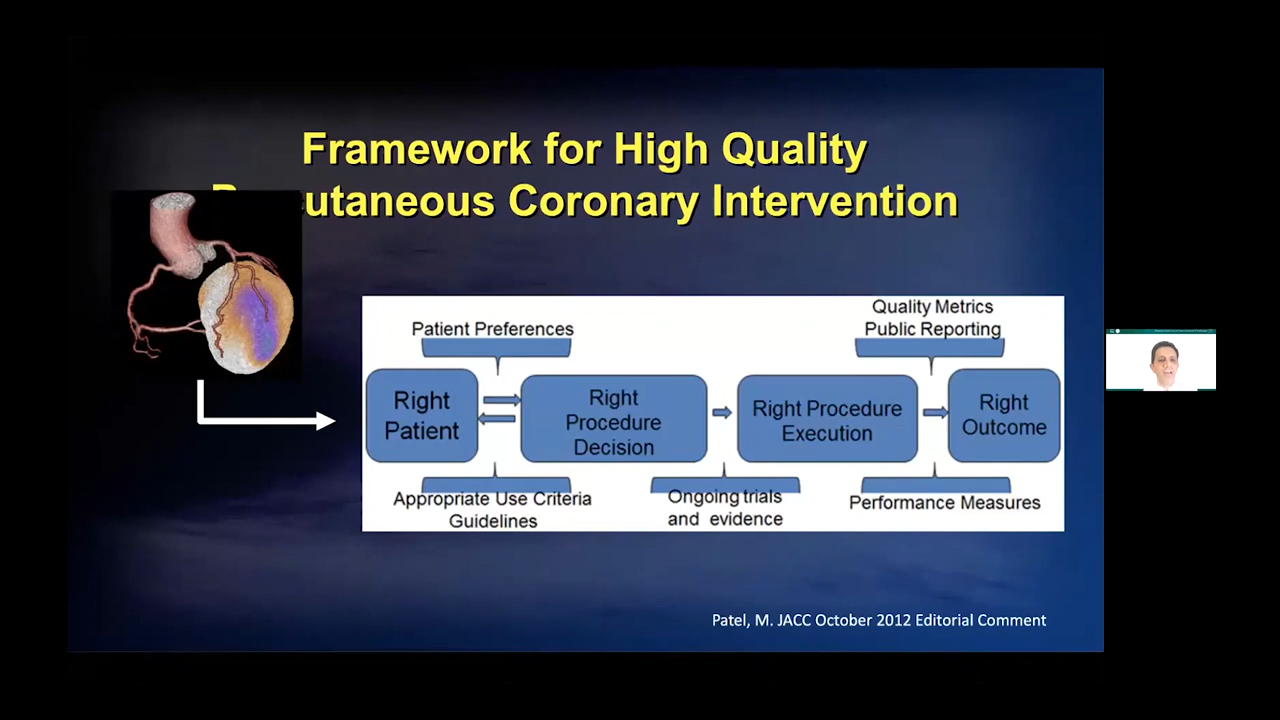 Framework for High Quality
cutaneous Coronary Intervention
Quality Metrics
Public Reporting
Patient Preferences
Right
Patient
Right
Procedure
Decision
Right Procedure
Execution
Right
Outcome
Appropriate Use Criteria
Guidelines
Ongoing trials
and evidence
Performance Measures
Patel, M. JACC October 2012 Editorial Comment